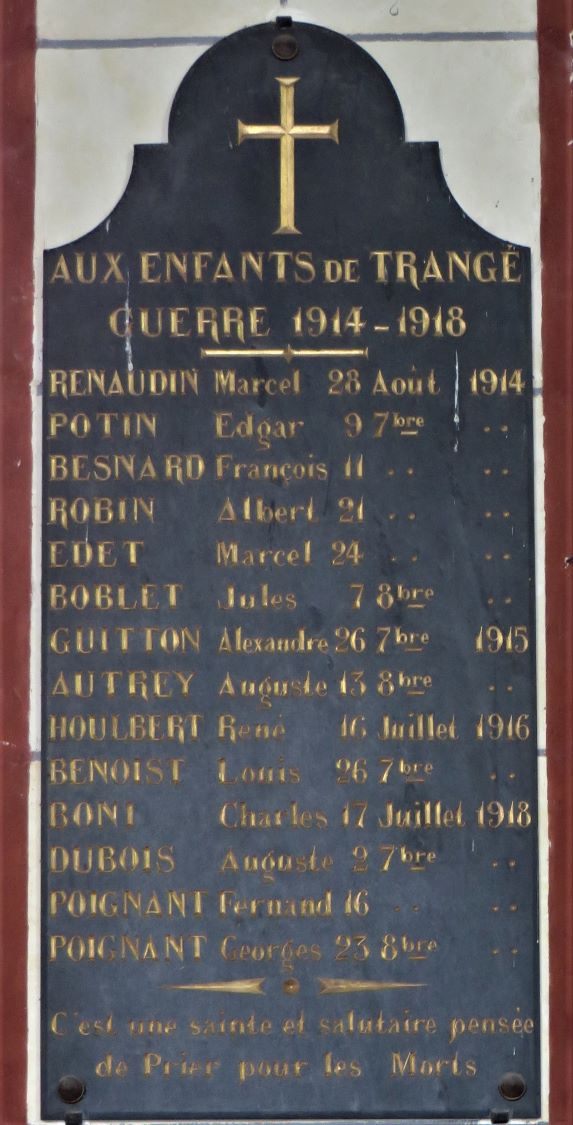 AUX ENFANTS DE TRANGÉ
GUERRE 1914-1918
RENAUDIN Marcel 28 Août 1914
POTIN Edgar 9 7bre ..
BESNARD François 11 .. ..
ROBIN Albert 21 .. ..
EDET Marcel 24 .. ..
BOBLET Jules 7 8bre ..
GUITTON Alexandre 26 7bre 1915
AUTREY Auguste 13 8bre ..
HOULBERT René 16 Juillet 1916
BENOIST Louis 26 7bre ..
BONI Charles 17 Juillet 1918
DUBOIS Auguste 2 7bre ..
POIGNANT Fernand 16 .. ..
POIGNANT Georges 23 8bre ..
C'est une sainte et salutaire pensée
de Prier pour les Morts